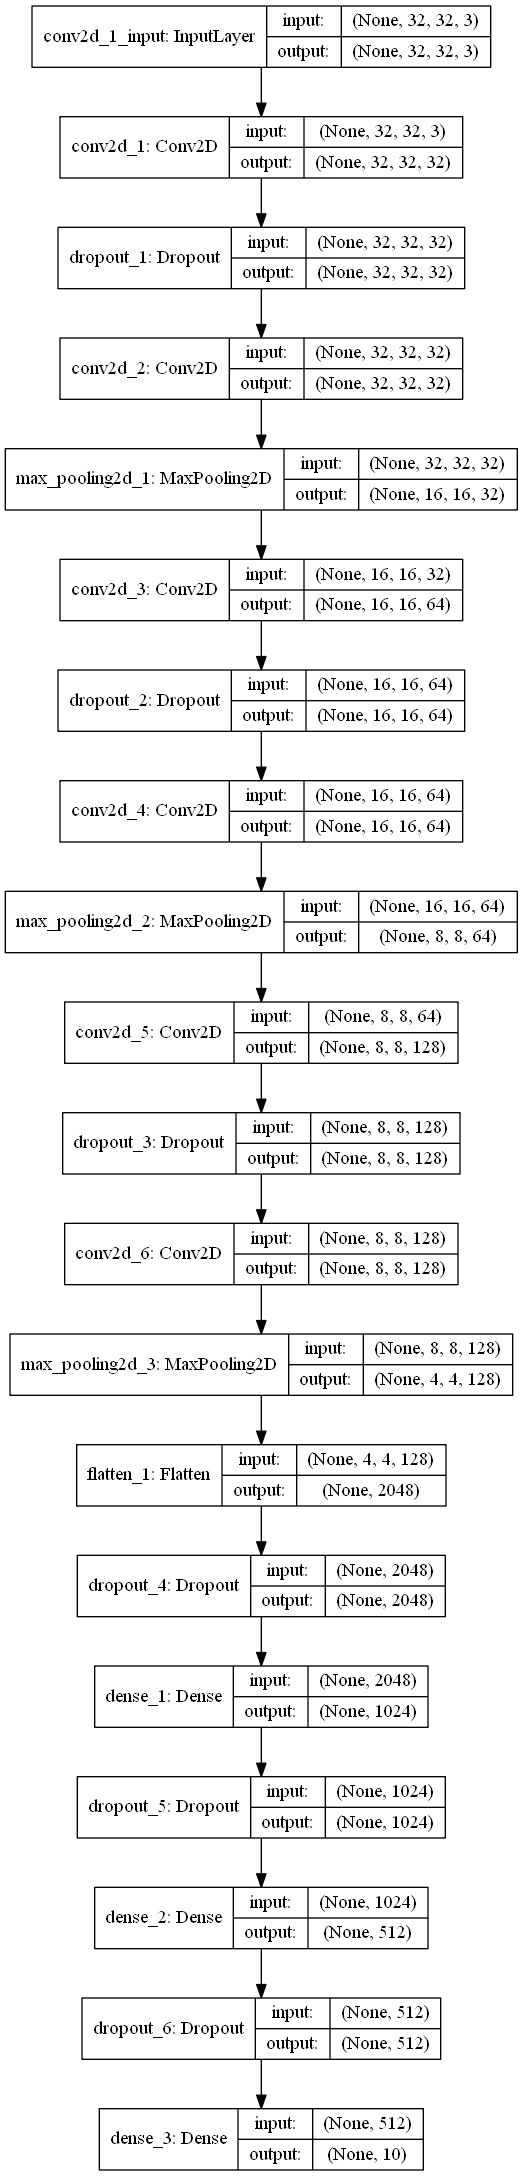 conv2d_1_input: InputLayer
input: (None, 32, 32, 3)
output: (None, 32, 32, 3)
conv2d_1: Conv2D
input: (None, 32, 32, 3)
output: (None, 32, 32, 32)
dropout_1: Dropout
input: (None, 32, 32, 32)
output: (None, 32, 32, 32)
conv2d_2: Conv2D
input: (None, 32, 32, 32)
output: (None, 32, 32, 32)
max_pooling2d_1: MaxPooling2D
input: (None, 32, 32, 32)
output: (None, 16, 16, 32)
conv2d_3: Conv2D
input: (None, 16, 16, 32)
output: (None, 16, 16, 64)
dropout_2: Dropout
input: (None, 16, 16, 64)
output: (None, 16, 16, 64)
conv2d_4: Conv2D
input: (None, 16, 16, 64)
output: (None, 16, 16, 64)
max_pooling2d_2: MaxPooling2D
input: (None, 16, 16, 64)
output: (None, 8, 8, 64)
conv2d_5: Conv2D
input: (None, 8, 8, 64)
output: (None, 8, 8, 128)
dropout_3: Dropout
input: (None, 8, 8, 128)
output: (None, 8, 8, 128)
conv2d_6: Conv2D
input: (None, 8, 8, 128)
output: (None, 8, 8, 128)
max_pooling2d_3: MaxPooling2D
input: (None, 8, 8, 128)
output: (None, 4, 4, 128)
flatten_1: Flatten
input: (None, 4, 4, 128)
output: (None, 2048)
dropout_4: Dropout
input: (None, 2048)
output: (None, 2048)
dense_1: Dense
input: (None, 2048)
output: (None, 1024)
dropout_5: Dropout
input: (None, 1024)
output: (None, 1024)
dense_2: Dense
input: (None, 1024)
output: (None, 512)
dropout_6: Dropout
input: (None, 512)
output: (None, 512)
dense_3: Dense
input: (None, 512)
output: (None, 10)